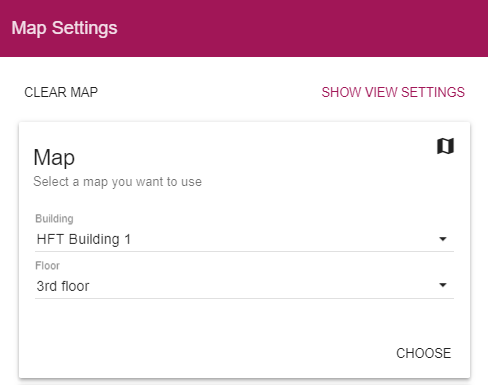 Map Settings
CLEAR MAP
SHOW VIEW SETTINGS
Map
Select a map you want to use
Building
HFT Building 1
Floor
3rd floor
CHOOSE